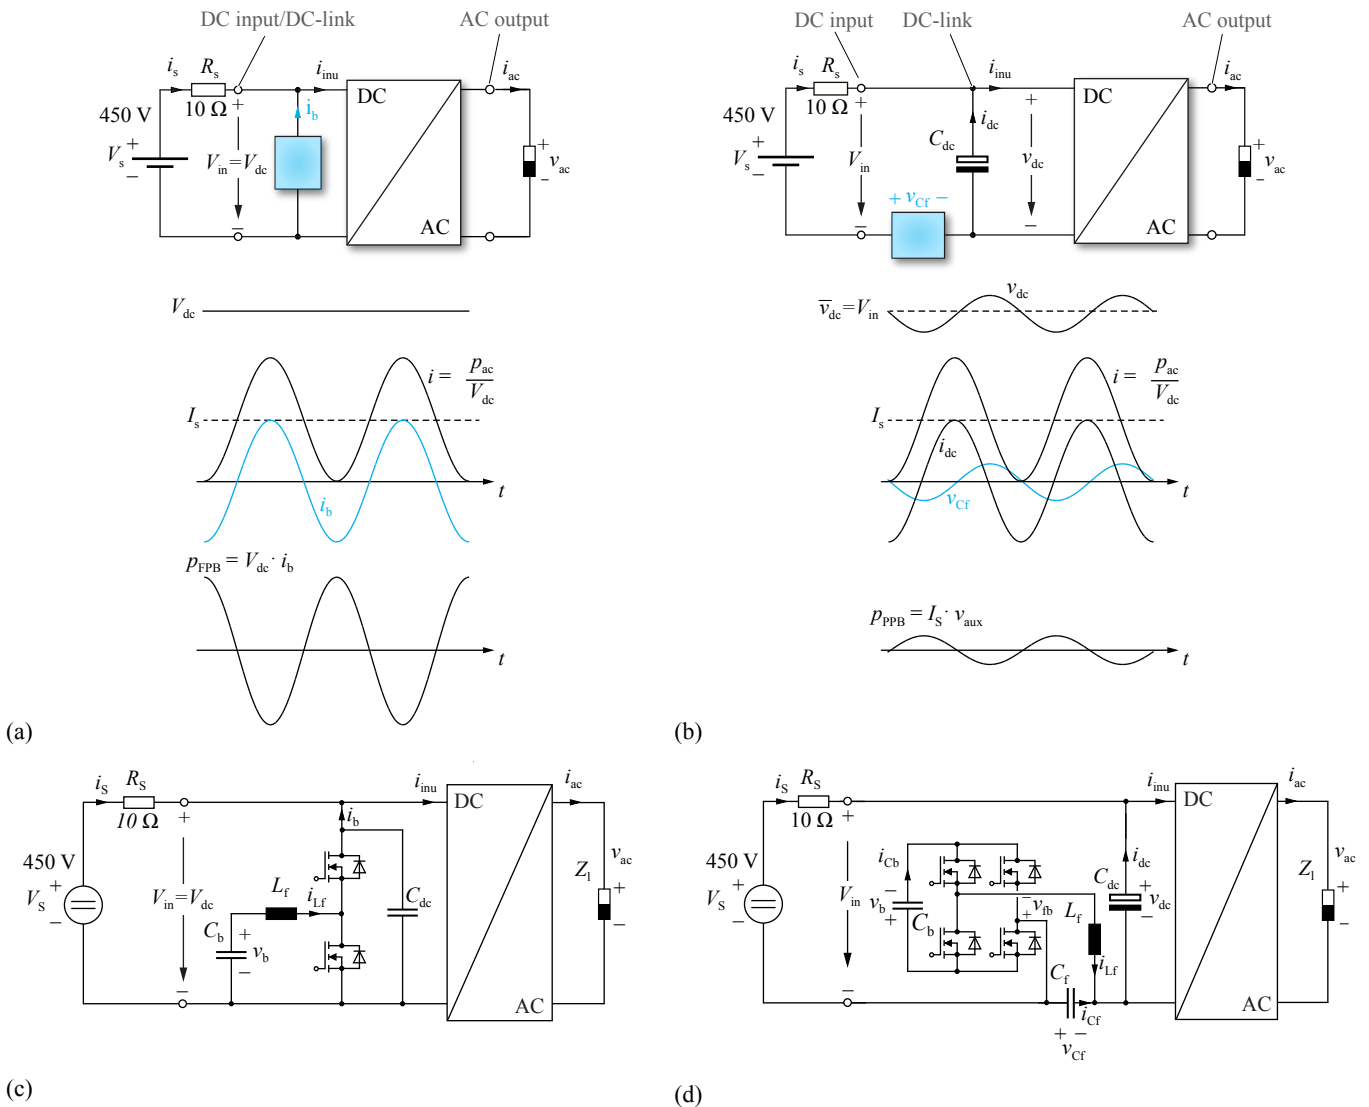 DC input/DC-link
AC output
i_s
R_s
i_inu
i_ac
10 Ω
DC
450 V
i_b
+
+
V_s
+
V_in=V_dc
v_ac
−
-
−
AC
V_dc
i = p_ac/V_dc
I_s
t
i_b
p_FPB = V_dc · i_b
t
(a)
DC input
DC-link
AC output
i_s
R_s
i_inu
i_ac
10 Ω
+
+
DC
450 V
i_dc
C_dc
+
V_s
+
V_in
v_dc
v_ac
−
-
+ v_Cf −
−
−
AC
v̅_dc=V_in
v_dc
i = p_ac/V_dc
I_s
i_dc
t
v_Cf
p_PPB = I_S · v_aux
t
(b)
i_S
R_S
i_inu
i_ac
10 Ω
+
i_b
DC
450 V
v_ac
+
V_S
−
V_in=V_dc
L_f
i_Lf
C_dc
Z_l
+
−
C_b
+
v_b
−
−
AC
(c)
i_S
R_S
i_inu
i_ac
10 Ω
+
DC
450 V
i_Cb
i_dc
v_ac
+
V_S
−
V_in
−
v_b
+
C_b
−
+ v_fb
L_f
C_dc
+
v_dc
−
Z_l
+
−
i_Lf
−
C_f
i_Cf
AC
+ −
v_Cf
(d)